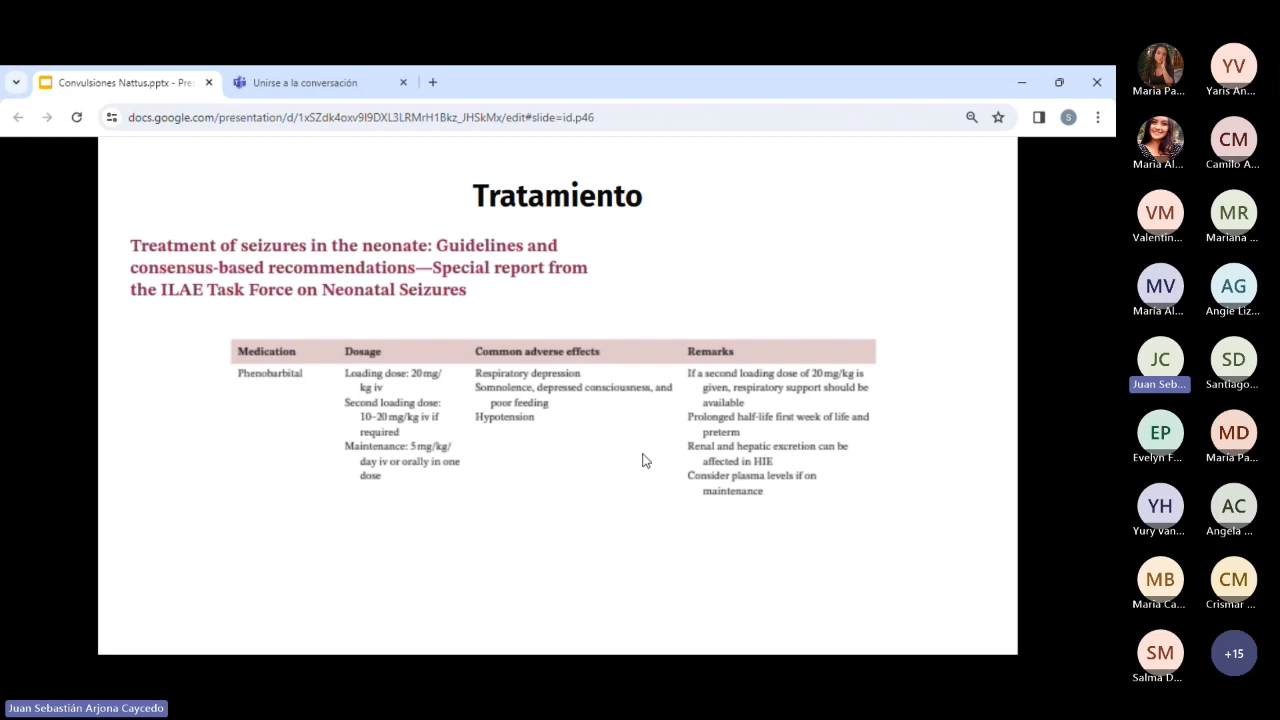 Convulsiones Nattus.pptx - Pre
Unirse a la conversación
docs.google.com/presentation/d/1xSZdk4oxv9I9DXL3LRMrH1Bkz_JHSkMx/edit#slide=id.p46
S
Tratamiento
Treatment of seizures in the neonate: Guidelines and
consensus-based recommendations—Special report from
the ILAE Task Force on Neonatal Seizures
Medication Dosage Common adverse effects Remarks
Phenobarbital
Loading dose: 20 mg/
kg iv
Second loading dose:
10–20 mg/kg iv if
required
Maintenance: 5 mg/kg/
day iv or orally in one
dose
Respiratory depression
Somnolence, depressed consciousness, and
poor feeding
Hypotension
If a second loading dose of 20 mg/kg is
given, respiratory support should be
available
Prolonged half-life first week of life and
preterm
Renal and hepatic excretion can be
affected in HIE
Consider plasma levels if on
maintenance
Maria Pa...
YV
Yaris An...
Maria Al...
CM
Camilo A...
VM
Valentin...
MR
Mariana ...
MV
María Al...
AG
Angie Liz...
JC
Juan Seb...
SD
Santiago...
EP
Evelyn F...
MD
María Pa...
YH
Yury van...
AC
Angela ...
MB
Maria Ca...
CM
Crismar ...
SM
Salma D...
+15
Juan Sebastián Arjona Caycedo